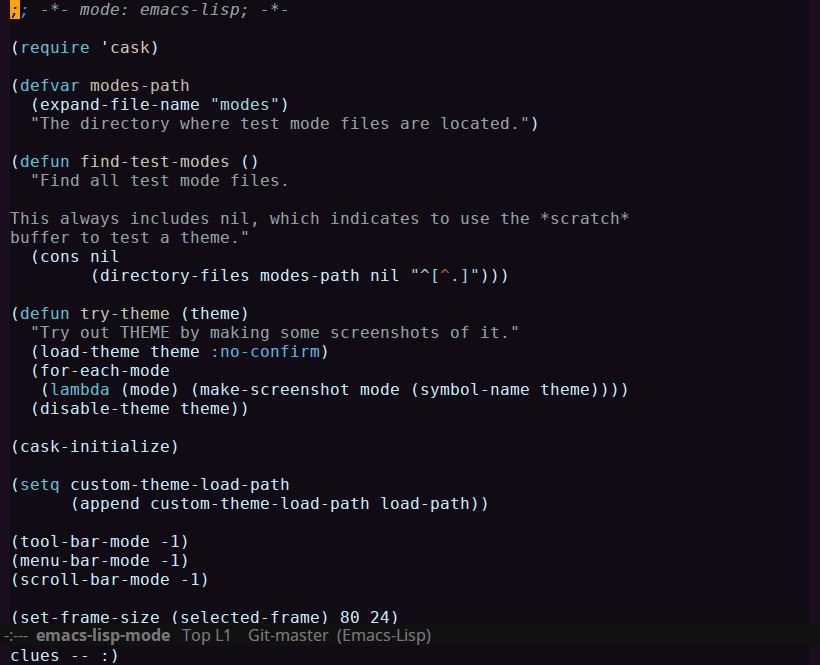 ;; -*- mode: emacs-lisp; -*-

(require 'cask)

(defvar modes-path
  (expand-file-name "modes")
  "The directory where test mode files are located.")

(defun find-test-modes ()
  "Find all test mode files.

This always includes nil, which indicates to use the *scratch*
buffer to test a theme."
  (cons nil
        (directory-files modes-path nil "^[^.]")))

(defun try-theme (theme)
  "Try out THEME by making some screenshots of it."
  (load-theme theme :no-confirm)
  (for-each-mode
   (lambda (mode) (make-screenshot mode (symbol-name theme))))
  (disable-theme theme))

(cask-initialize)

(setq custom-theme-load-path
      (append custom-theme-load-path load-path))

(tool-bar-mode -1)
(menu-bar-mode -1)
(scroll-bar-mode -1)

(set-frame-size (selected-frame) 80 24)
-:--- emacs-lisp-mode Top L1 Git-master (Emacs-Lisp)
clues -- :)